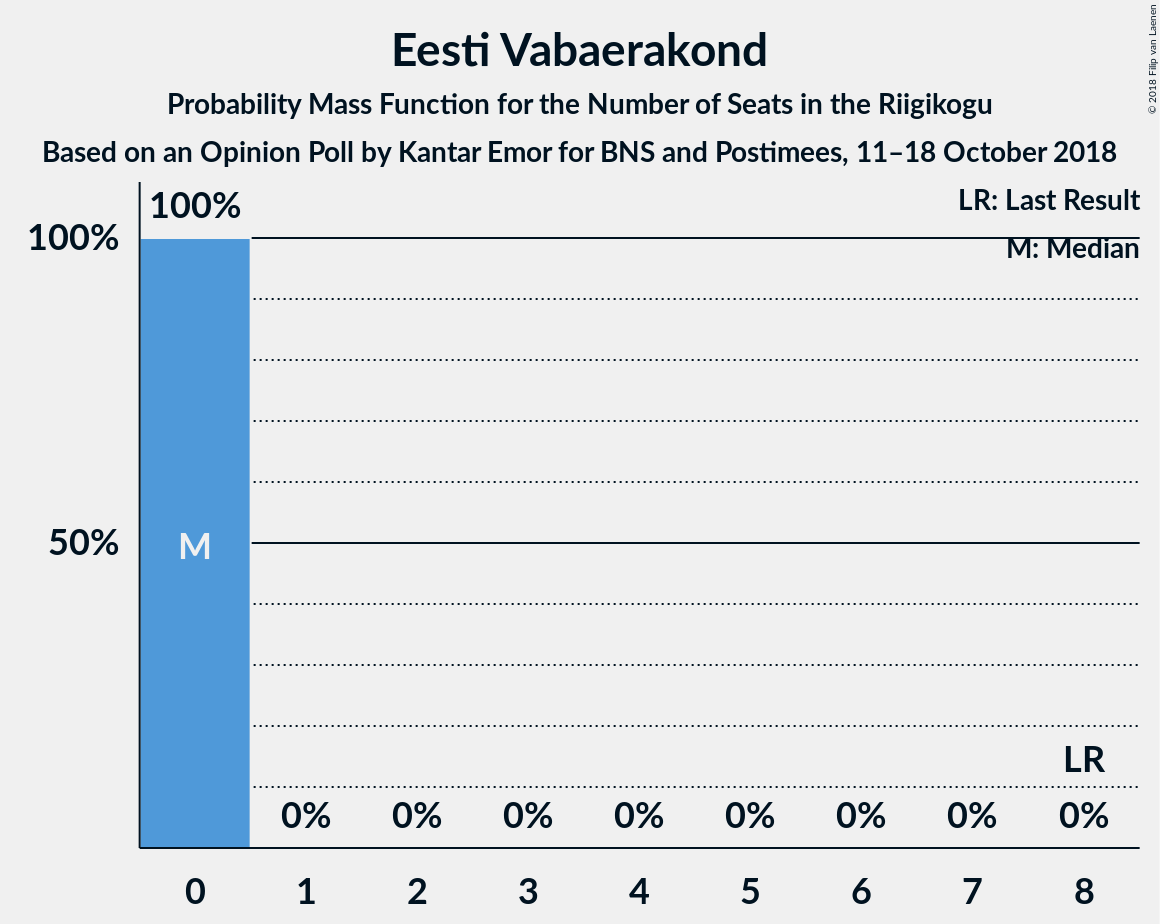 Eesti Vabaerakond
Probability Mass Function for the Number of Seats in the Riigikogu
Based on an Opinion Poll by Kantar Emor for BNS and Postimees, 11–18 October 2018
© 2018 Filip van Laenen
LR: Last Result
M: Median
100%
100%
50%
M
LR
0% 0% 0% 0% 0% 0% 0% 0%
0 1 2 3 4 5 6 7 8